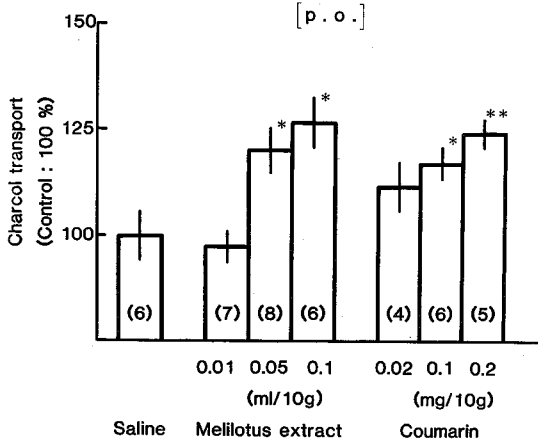 [p.o.]
150
125
100
Charcol transport
(Control : 100 %)
*
*
*
**
(6)
(7)
(8)
(6)
(4)
(6)
(5)
0.01 0.05 0.1 0.02 0.1 0.2
(ml/10g) (mg/10g)
Saline Melilotus extract Coumarin